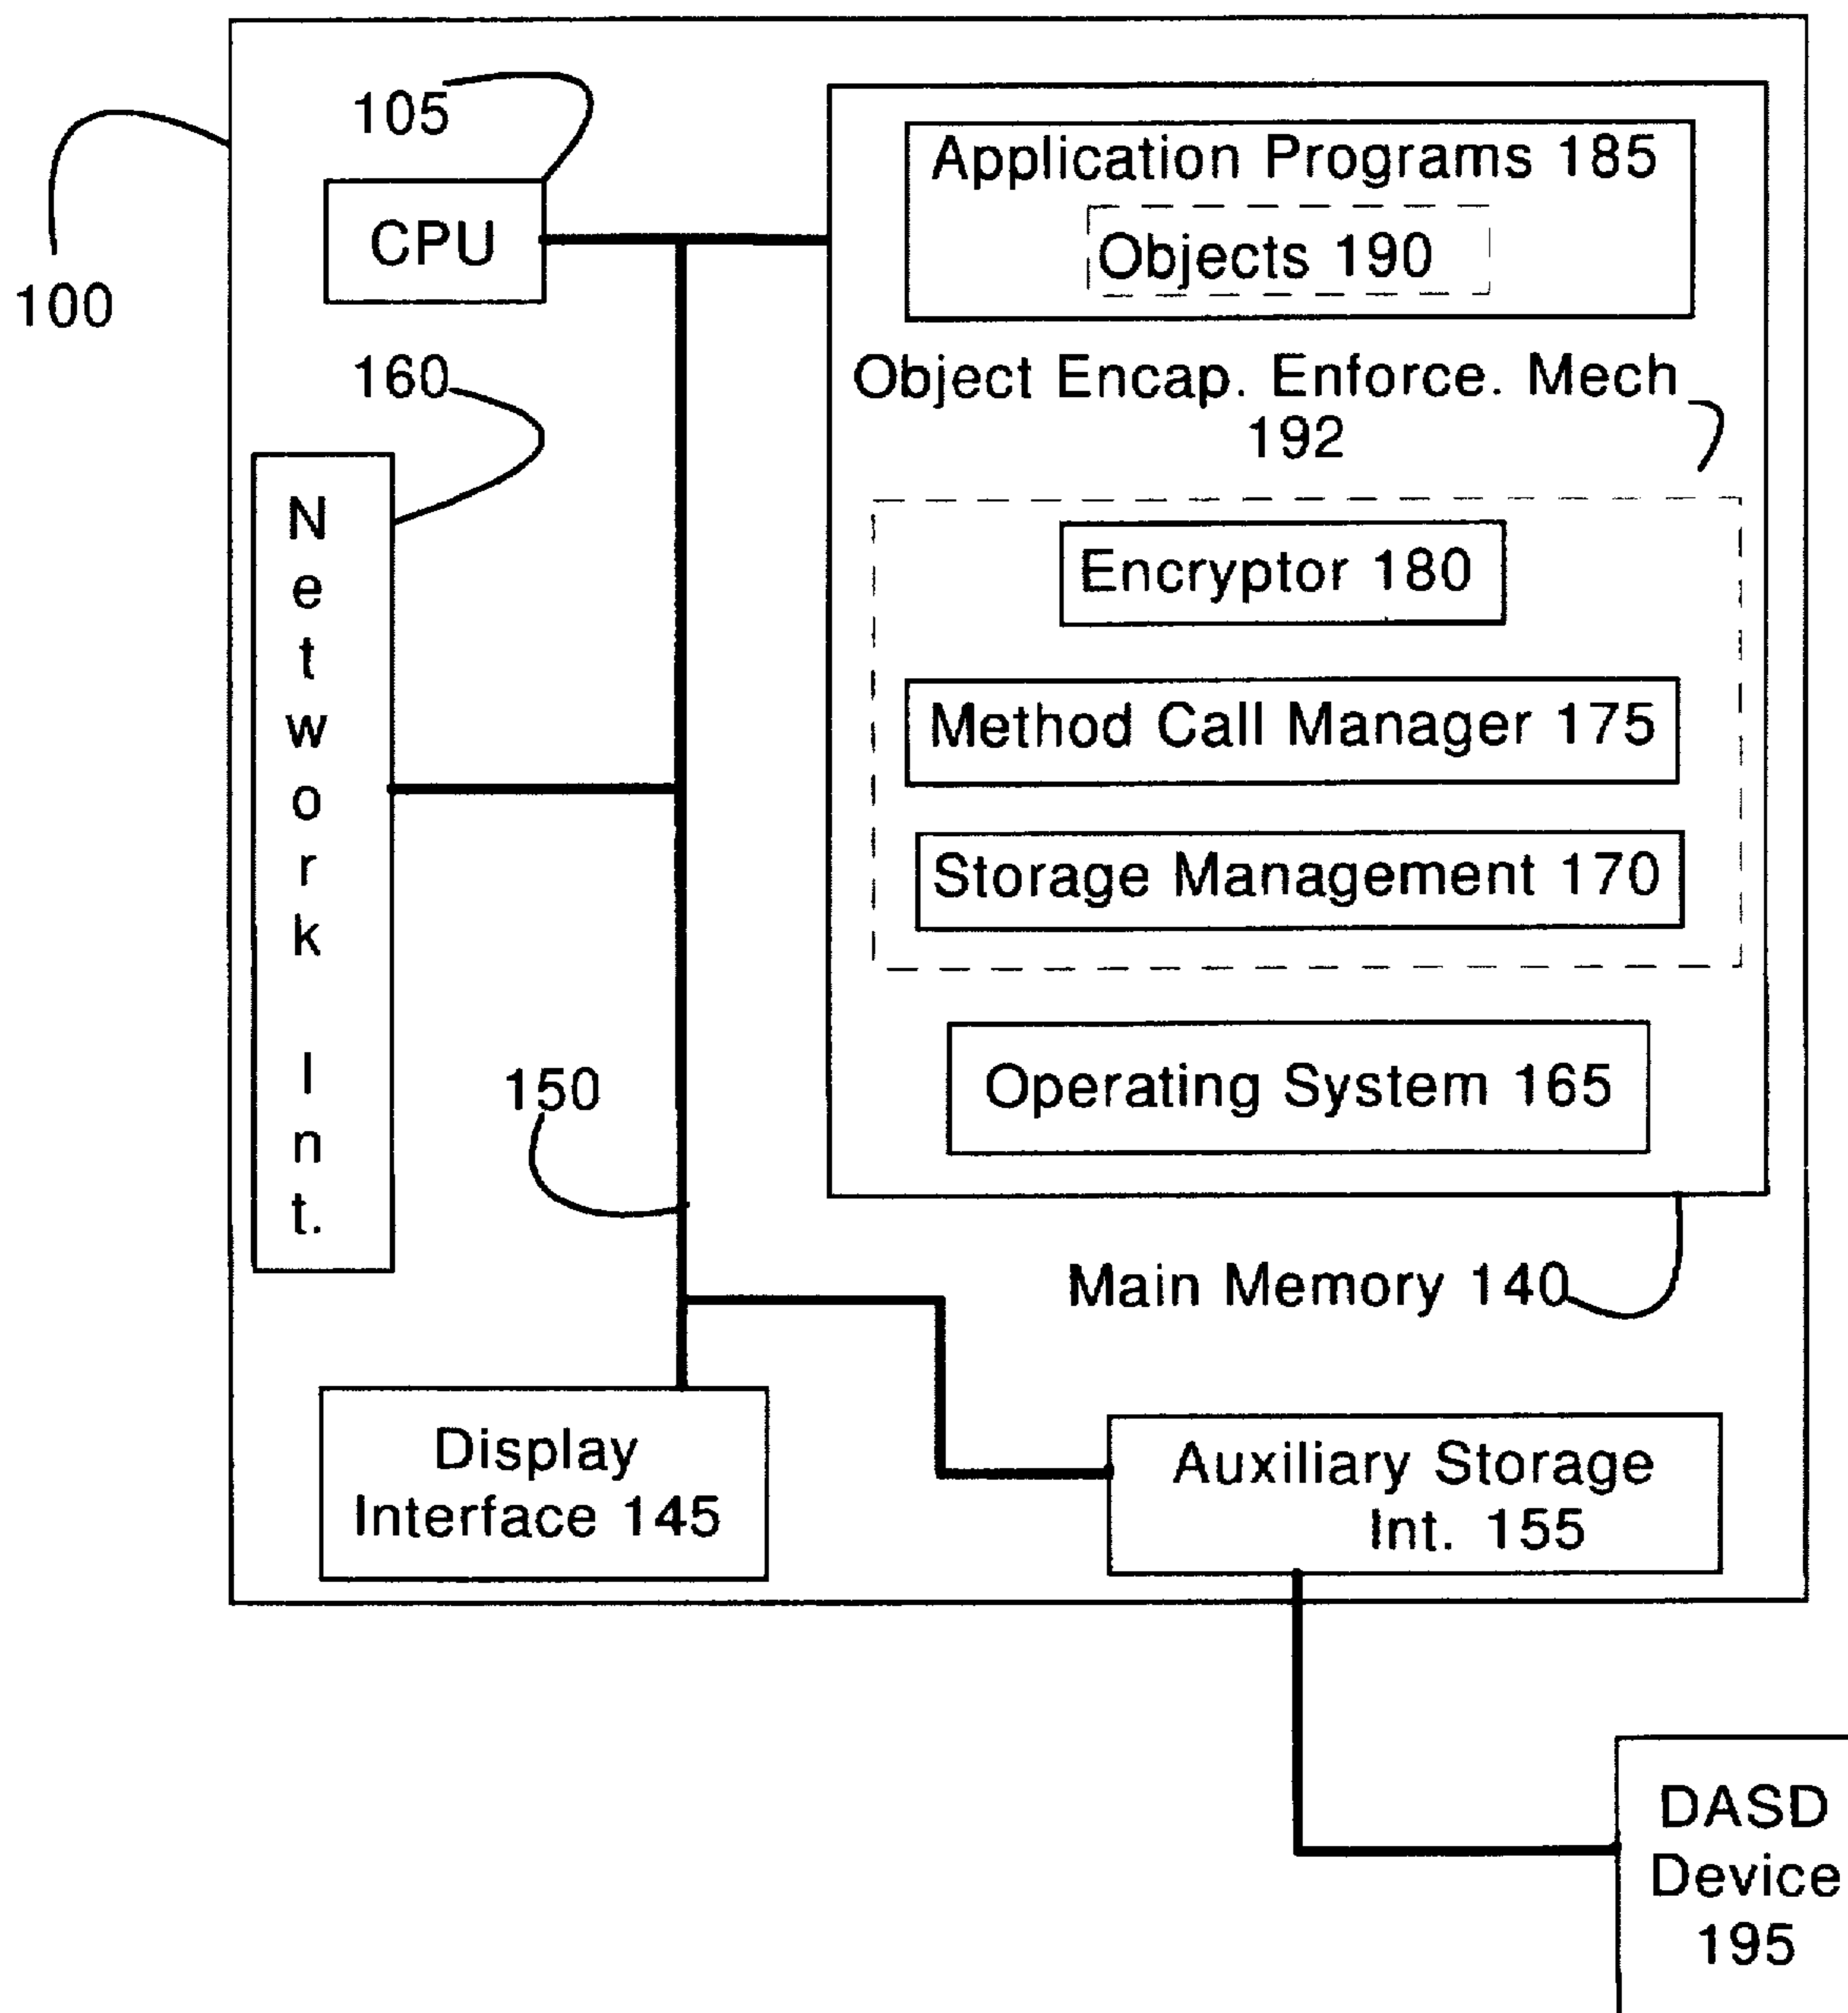 100
105
CPU
160
Network Int.
150
Display
Interface 145
Application Programs 185
Objects 190
Object Encap. Enforce. Mech
192
Encryptor 180
Method Call Manager 175
Storage Management 170
Operating System 165
Main Memory 140
Auxiliary Storage
Int. 155
DASD
Device
195